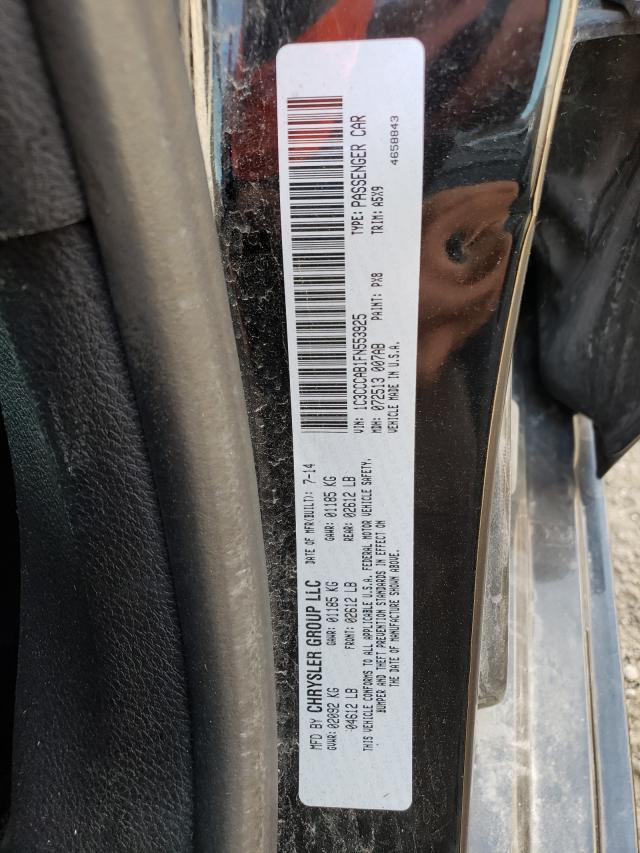 MFD BY CHRYSLER GROUP LLC DATE OF MFR(BUILT): 7-14
GVWR: 02092 KG GAWR: 01185 KG GAWR: 01185 KG
04612 LB FRONT: 02612 LB REAR: 02612 LB
THIS VEHICLE CONFORMS TO ALL APPLICABLE U.S.A. FEDERAL MOTOR VEHICLE SAFETY,
BUMPER AND THEFT PREVENTION STANDARDS IN EFFECT ON
THE DATE OF MANUFACTURE SHOWN ABOVE.
VIN: 1C3CCCAB1FN553925 TYPE: PASSENGER CAR
MDH: 072513 007AB PAINT: PX8 TRIM: A5X9
VEHICLE MADE IN U.S.A. 4658843